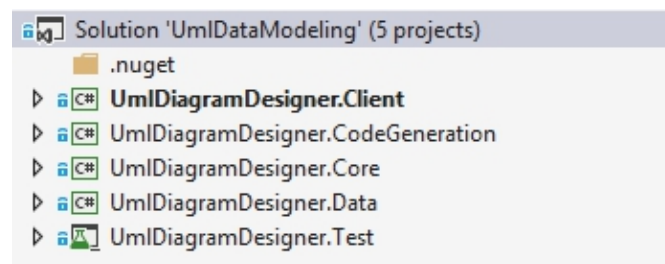 Solution 'UmlDataModeling' (5 projects)
.nuget
C# UmlDiagramDesigner.Client
C# UmlDiagramDesigner.CodeGeneration
C# UmlDiagramDesigner.Core
C# UmlDiagramDesigner.Data
UmlDiagramDesigner.Test